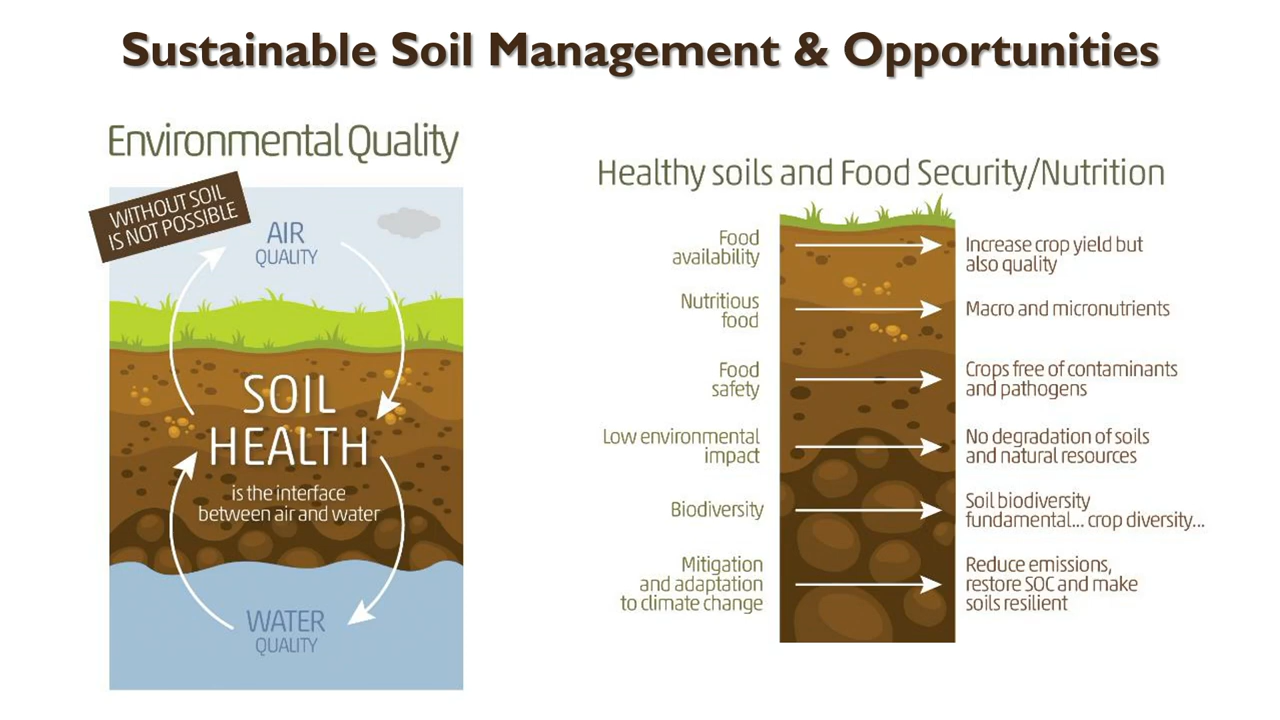 Sustainable Soil Management & Opportunities
Environmental Quality
WITHOUT SOIL
IS NOT POSSIBLE
AIR
QUALITY
SOIL
HEALTH
is the interface
between air and water
WATER
QUALITY
Healthy soils and Food Security/Nutrition
Food
availability
Increase crop yield but
also quality
Nutritious
food
Macro and micronutrients
Food
safety
Crops free of contaminants
and pathogens
Low environmental
impact
No degradation of soils
and natural resources
Biodiversity
Soil biodiversity
fundamental... crop diversity...
Mitigation
and adaptation
to climate change
Reduce emissions,
restore SOC and make
soils resilient